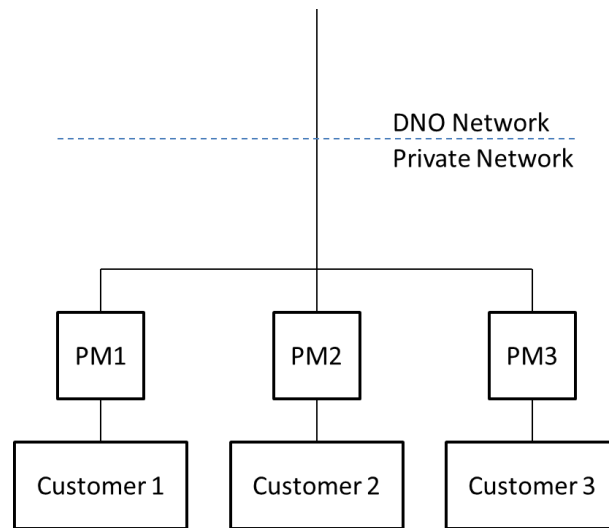 DNO Network
Private Network
PM1
PM2
PM3
Customer 1
Customer 2
Customer 3